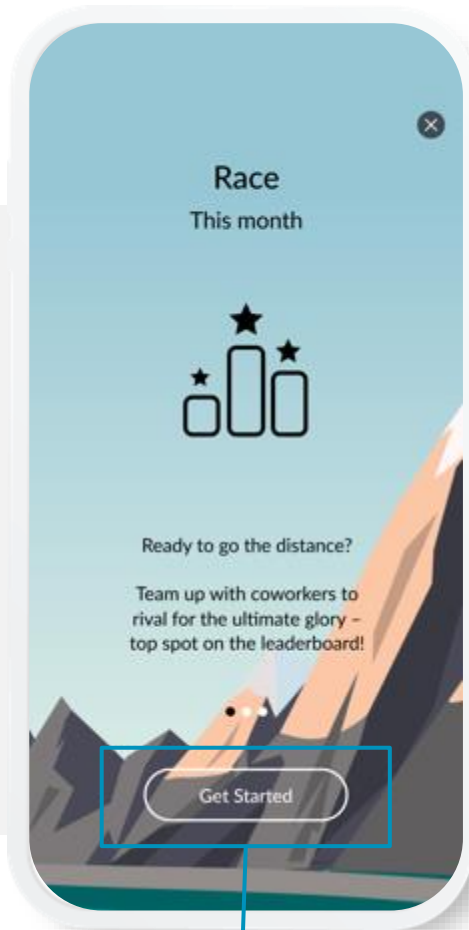 Race
This month
Ready to go the distance?
Team up with coworkers to
rival for the ultimate glory –
top spot on the leaderboard!
Get Started